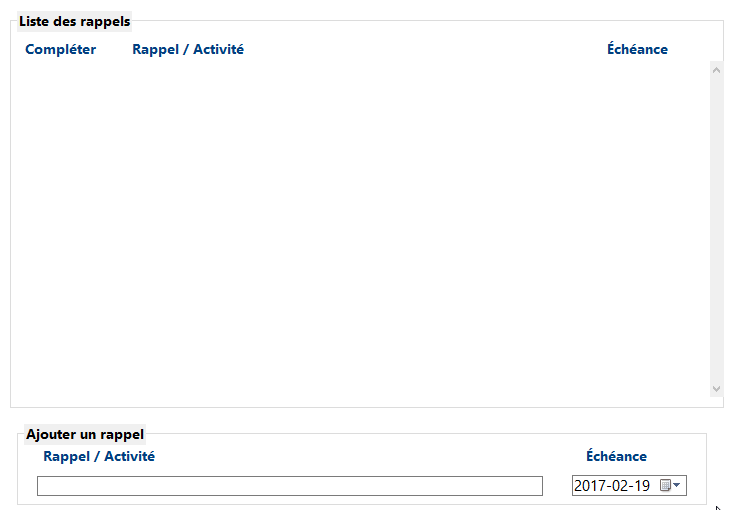 Liste des rappels
Compléter Rappel / Activité Échéance
Ajouter un rappel
Rappel / Activité Échéance
2017-02-19